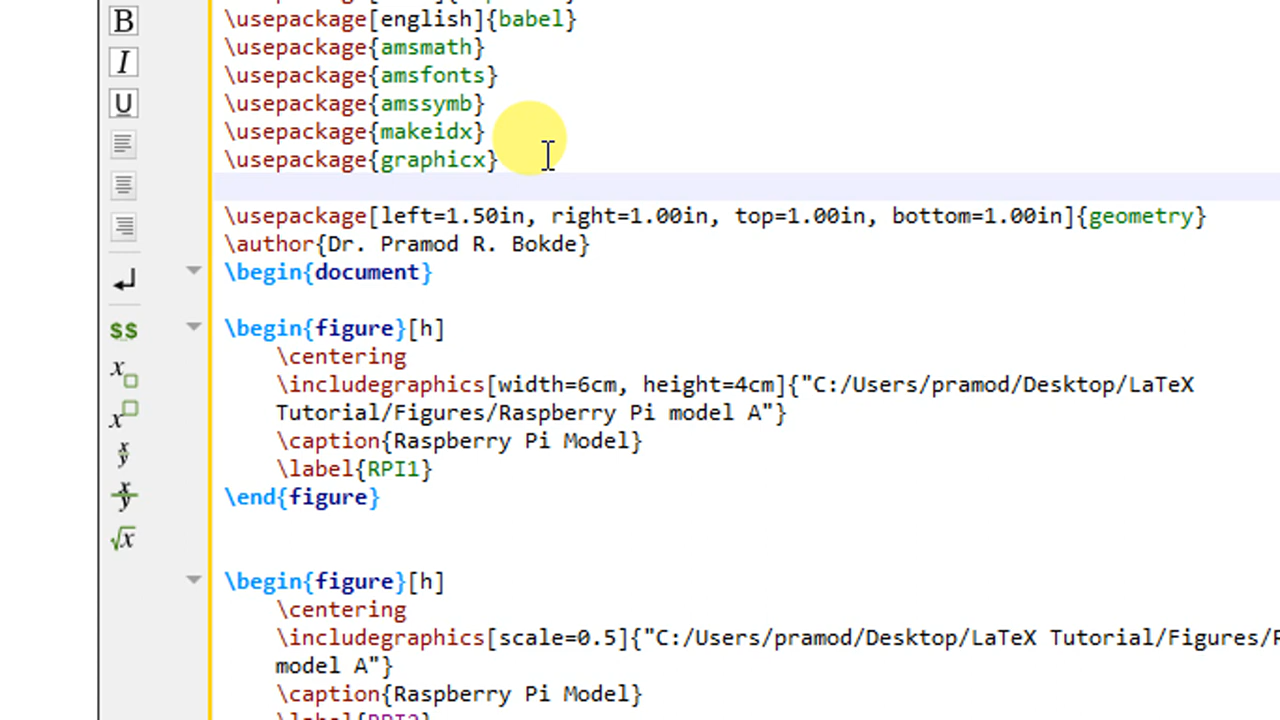 \usepackage[english]{babel}
\usepackage{amsmath}
\usepackage{amsfonts}
\usepackage{amssymb}
\usepackage{makeidx}
\usepackage{graphicx}
\usepackage[left=1.50in, right=1.00in, top=1.00in, bottom=1.00in]{geometry}
\author{Dr. Pramod R. Bokde}
\begin{document}
\begin{figure}[h]
\centering
\includegraphics[width=6cm, height=4cm]{"C:/Users/pramod/Desktop/LaTeX
Tutorial/Figures/Raspberry Pi model A"}
\caption{Raspberry Pi Model}
\label{RPI1}
\end{figure}
\begin{figure}[h]
\centering
\includegraphics[scale=0.5]{"C:/Users/pramod/Desktop/LaTeX Tutorial/Figures/
model A"}
\caption{Raspberry Pi Model}
\label{RPI2}
B
I
U
$$
x
x
x
y
x/y
√x